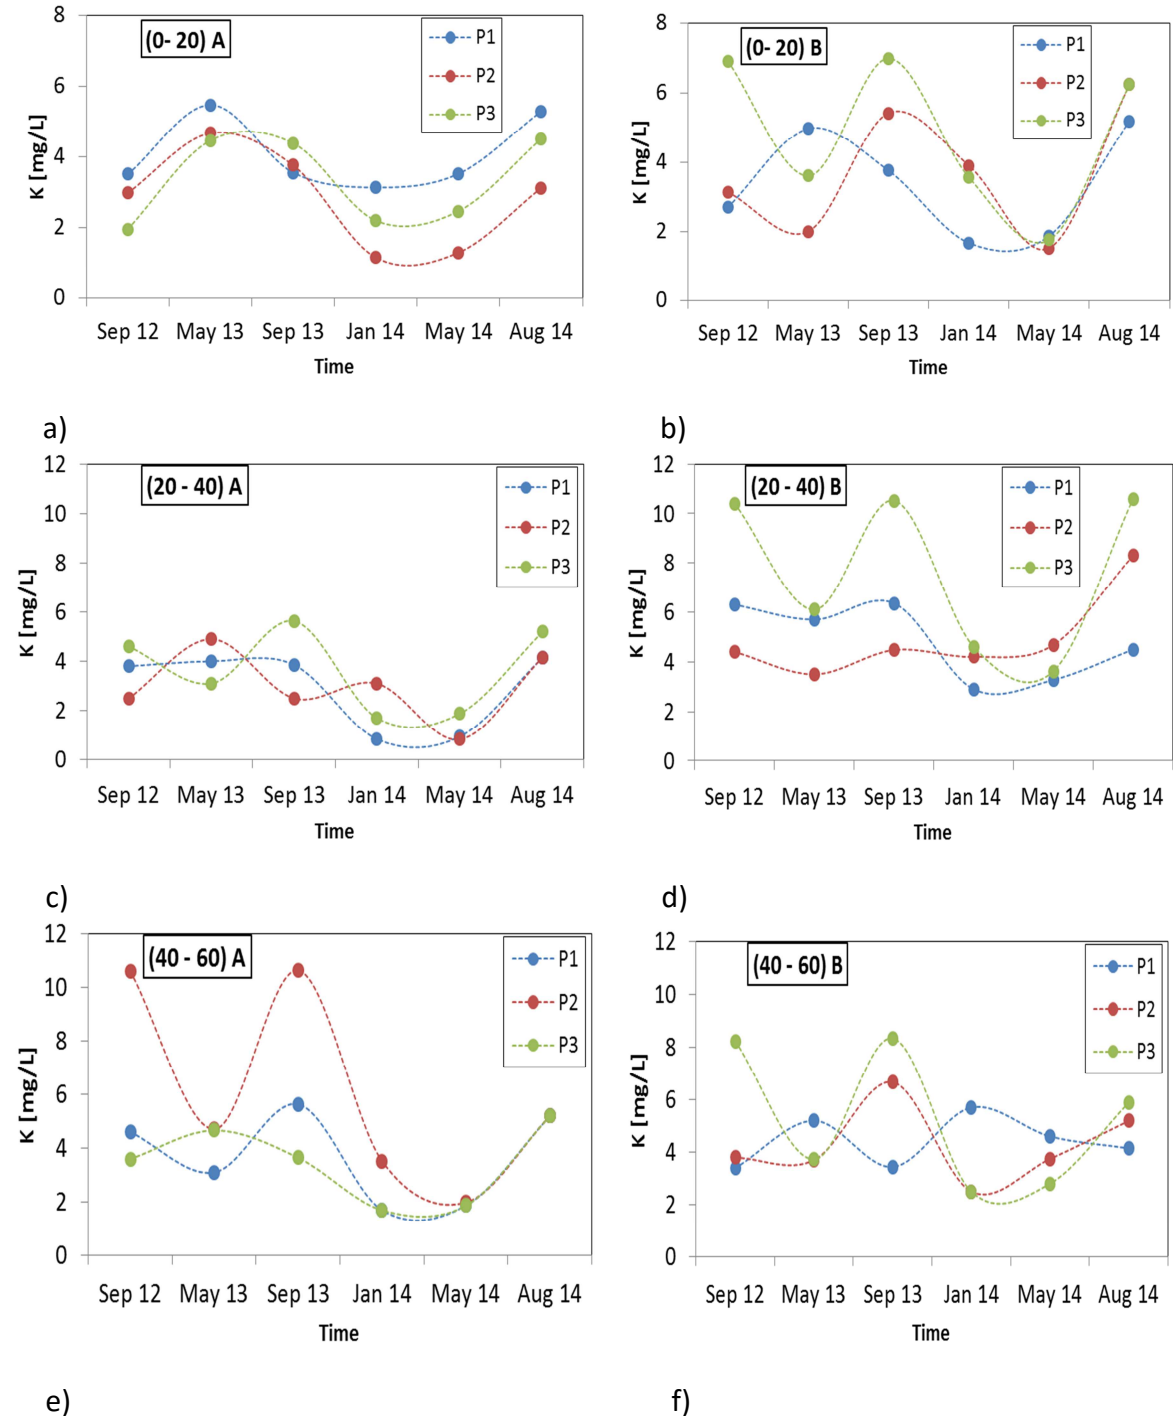 (0- 20) A
P1
P2
P3
K [mg/L]
8
6
4
2
0
Sep 12 May 13 Sep 13 Jan 14 May 14 Aug 14
Time
a)
(0- 20) B
P1
P2
P3
K [mg/L]
8
6
4
2
0
Sep 12 May 13 Sep 13 Jan 14 May 14 Aug 14
Time
b)
(20 - 40) A
P1
P2
P3
K [mg/L]
12
10
8
6
4
2
0
Sep 12 May 13 Sep 13 Jan 14 May 14 Aug 14
Time
c)
(20 - 40) B
P1
P2
P3
K [mg/L]
12
10
8
6
4
2
0
Sep 12 May 13 Sep 13 Jan 14 May 14 Aug 14
Time
d)
(40 - 60) A
P1
P2
P3
K [mg/L]
12
10
8
6
4
2
0
Sep 12 May 13 Sep 13 Jan 14 May 14 Aug 14
Time
e)
(40 - 60) B
P1
P2
P3
K [mg/L]
12
10
8
6
4
2
0
Sep 12 May 13 Sep 13 Jan 14 May 14 Aug 14
Time
f)